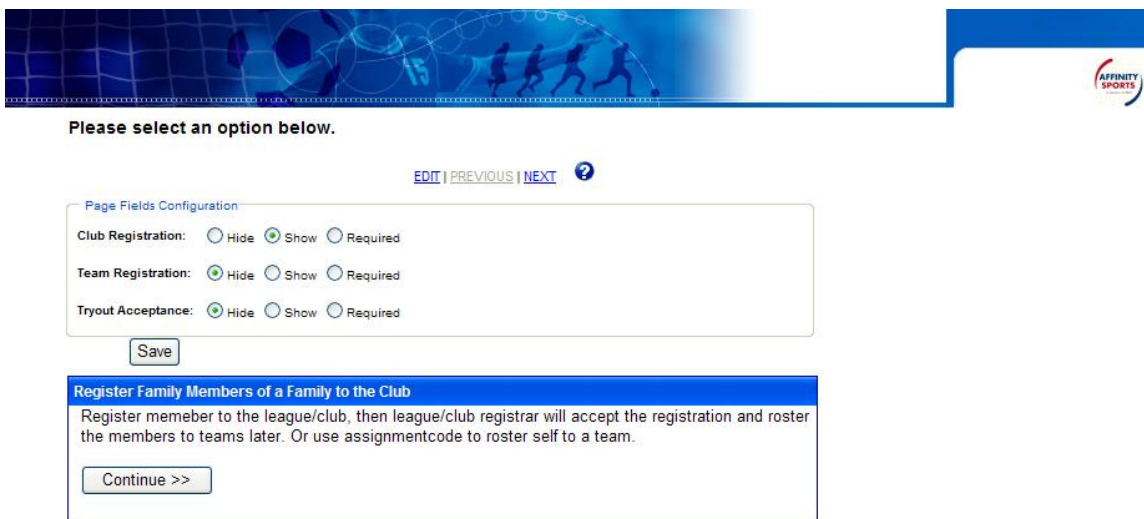 15
AFFINITY
SPORTS
Please select an option below.
EDIT | PREVIOUS | NEXT ?
Page Fields Configuration
Club Registration: Hide Show Required
Team Registration: Hide Show Required
Tryout Acceptance: Hide Show Required
Save
Register Family Members of a Family to the Club
Register memeber to the league/club, then league/club registrar will accept the registration and roster
the members to teams later. Or use assignmentcode to roster self to a team.
Continue >>